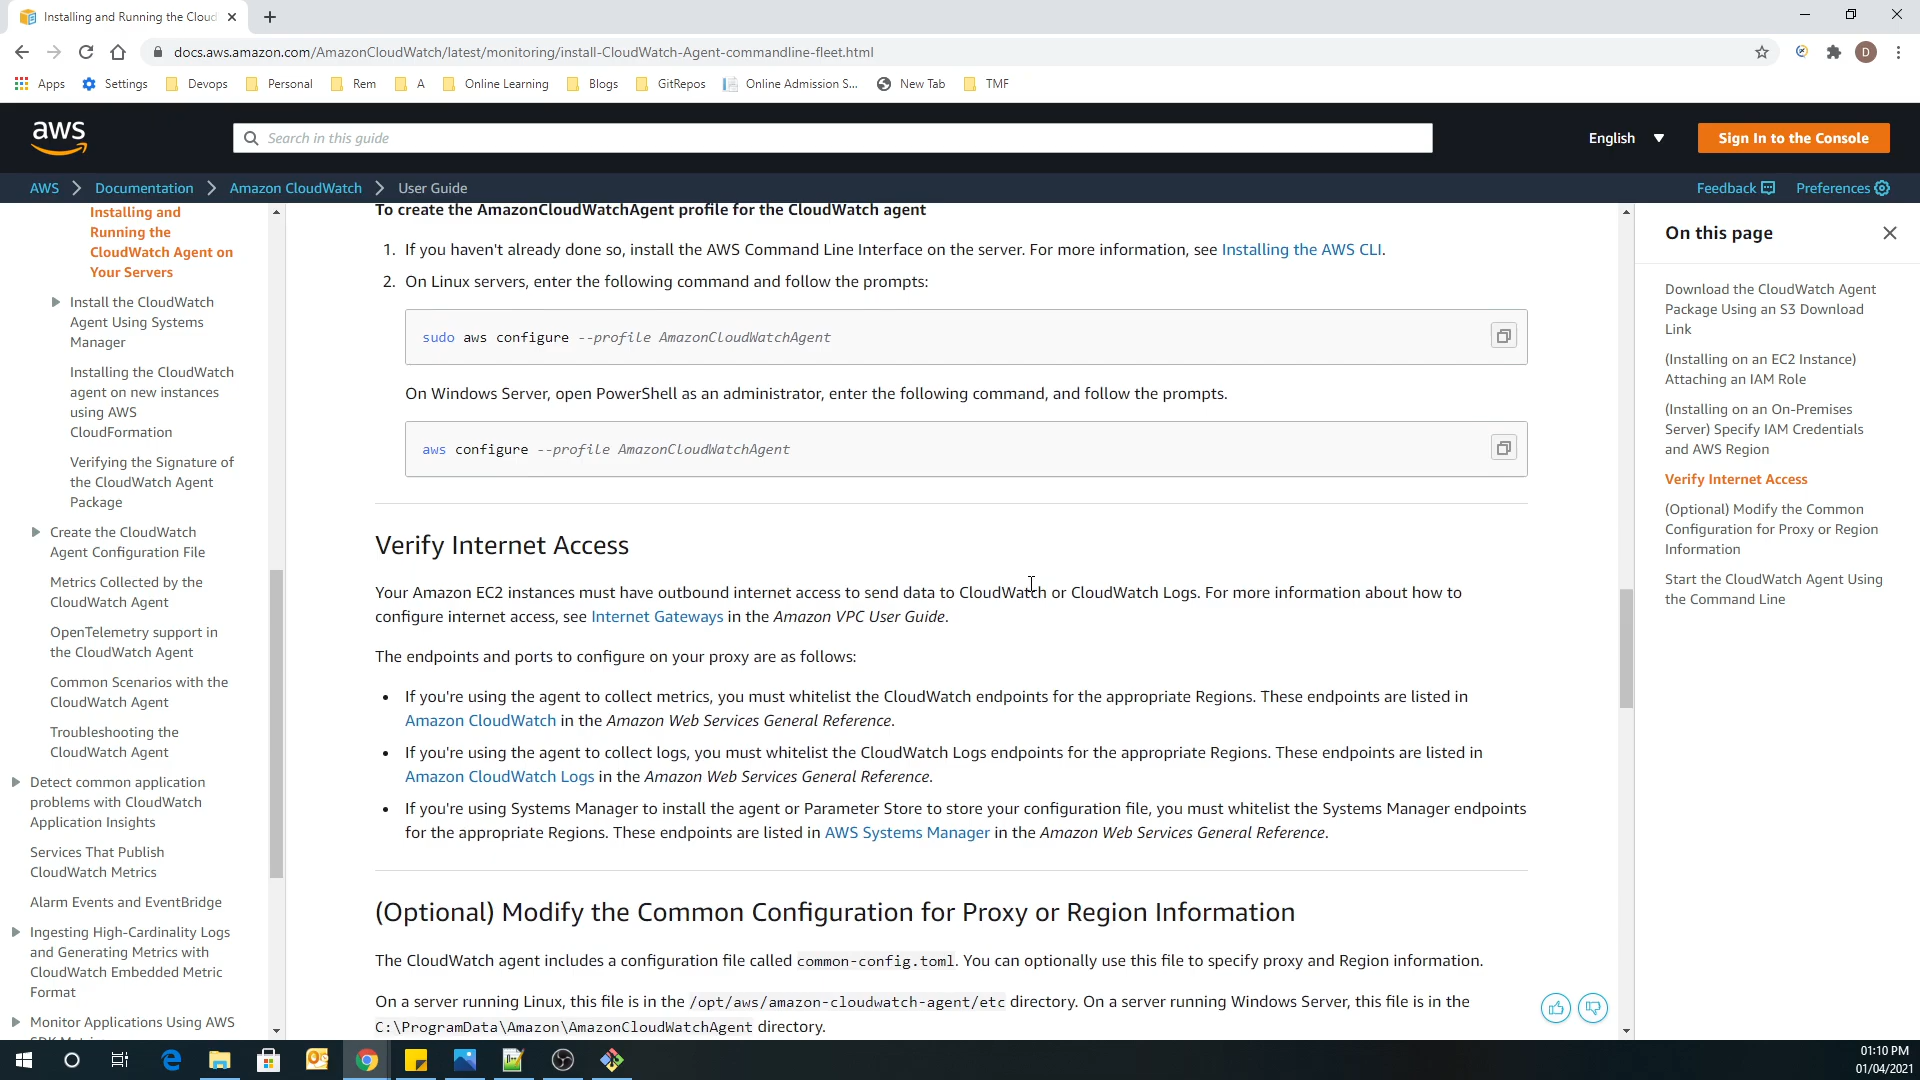 Installing and Running the Cloud
docs.aws.amazon.com/AmazonCloudWatch/latest/monitoring/install-CloudWatch-Agent-commandline-fleet.html
D
Apps
Settings
Devops
Personal
Rem
A
Online Learning
Blogs
GitRepos
Online Admission S...
New Tab
TMF
aws
Search in this guide
English
Sign In to the Console
AWS
Documentation
Amazon CloudWatch
User Guide
Feedback
Preferences
Installing and
Running the
CloudWatch Agent on
Your Servers
Install the CloudWatch
Agent Using Systems
Manager
Installing the CloudWatch
agent on new instances
using AWS
CloudFormation
Verifying the Signature of
the CloudWatch Agent
Package
Create the CloudWatch
Agent Configuration File
Metrics Collected by the
CloudWatch Agent
OpenTelemetry support in
the CloudWatch Agent
Common Scenarios with the
CloudWatch Agent
Troubleshooting the
CloudWatch Agent
Detect common application
problems with CloudWatch
Application Insights
Services That Publish
CloudWatch Metrics
Alarm Events and EventBridge
Ingesting High-Cardinality Logs
and Generating Metrics with
CloudWatch Embedded Metric
Format
Monitor Applications Using AWS
To create the AmazonCloudWatchAgent profile for the CloudWatch agent
1. If you haven't already done so, install the AWS Command Line Interface on the server. For more information, see Installing the AWS CLI.
2. On Linux servers, enter the following command and follow the prompts:
sudo aws configure --profile AmazonCloudWatchAgent
On Windows Server, open PowerShell as an administrator, enter the following command, and follow the prompts.
aws configure --profile AmazonCloudWatchAgent
Verify Internet Access
Your Amazon EC2 instances must have outbound internet access to send data to CloudWatch or CloudWatch Logs. For more information about how to
configure internet access, see Internet Gateways in the Amazon VPC User Guide.
The endpoints and ports to configure on your proxy are as follows:
• If you're using the agent to collect metrics, you must whitelist the CloudWatch endpoints for the appropriate Regions. These endpoints are listed in
Amazon CloudWatch in the Amazon Web Services General Reference.
• If you're using the agent to collect logs, you must whitelist the CloudWatch Logs endpoints for the appropriate Regions. These endpoints are listed in
Amazon CloudWatch Logs in the Amazon Web Services General Reference.
• If you're using Systems Manager to install the agent or Parameter Store to store your configuration file, you must whitelist the Systems Manager endpoints
for the appropriate Regions. These endpoints are listed in AWS Systems Manager in the Amazon Web Services General Reference.
(Optional) Modify the Common Configuration for Proxy or Region Information
The CloudWatch agent includes a configuration file called common-config.toml. You can optionally use this file to specify proxy and Region information.
On a server running Linux, this file is in the /opt/aws/amazon-cloudwatch-agent/etc directory. On a server running Windows Server, this file is in the
C:\ProgramData\Amazon\AmazonCloudWatchAgent directory.
On this page
Download the CloudWatch Agent
Package Using an S3 Download
Link
(Installing on an EC2 Instance)
Attaching an IAM Role
(Installing on an On-Premises
Server) Specify IAM Credentials
and AWS Region
Verify Internet Access
(Optional) Modify the Common
Configuration for Proxy or Region
Information
Start the CloudWatch Agent Using
the Command Line
01:10 PM
01/04/2021